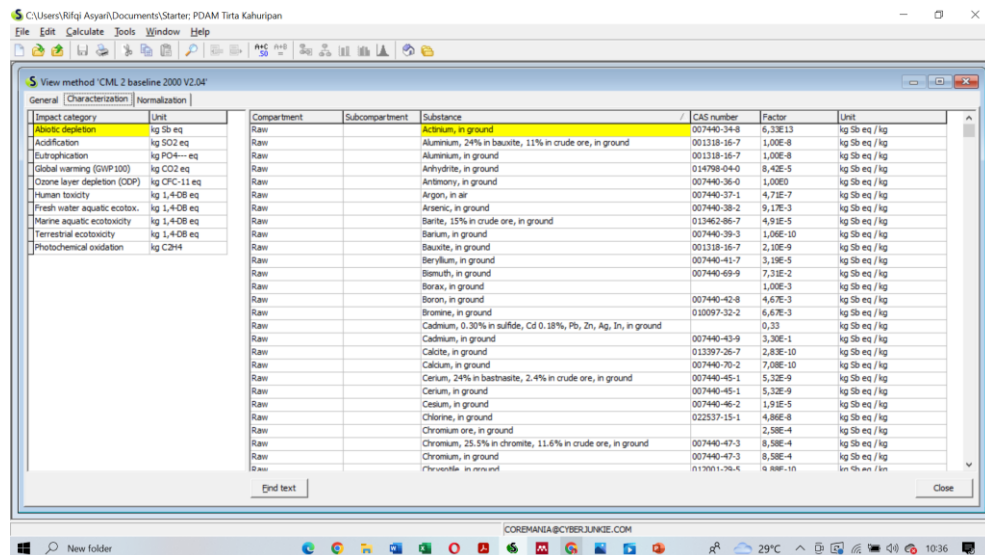 C:\Users\Rifqi Asyari\Documents\Starter; PDAM Tirta Kahuripan
File Edit Calculate Tools Window Help
View method 'CML 2 baseline 2000 V2.04'
General Characterization Normalization
Impact category Unit
Abiotic depletion kg Sb eq
Acidification kg SO2 eq
Eutrophication kg PO4--- eq
Global warming (GWP100) kg CO2 eq
Ozone layer depletion (ODP) kg CFC-11 eq
Human toxicity kg 1,4-DB eq
Fresh water aquatic ecotox. kg 1,4-DB eq
Marine aquatic ecotoxicity kg 1,4-DB eq
Terrestrial ecotoxicity kg 1,4-DB eq
Photochemical oxidation kg C2H4
Compartment Subcompartment Substance / CAS number Factor Unit
Raw Actinium, in ground 007440-34-8 6,33E13 kg Sb eq / kg
Raw Aluminium, 24% in bauxite, 11% in crude ore, in ground 001318-16-7 1,00E-8 kg Sb eq / kg
Raw Aluminium, in ground 001318-16-7 1,00E-8 kg Sb eq / kg
Raw Anhydrite, in ground 014798-04-0 8,42E-5 kg Sb eq / kg
Raw Antimony, in ground 007440-36-0 1,00E0 kg Sb eq / kg
Raw Argon, in air 007440-37-1 4,71E-7 kg Sb eq / kg
Raw Arsenic, in ground 007440-38-2 9,17E-3 kg Sb eq / kg
Raw Barite, 15% in crude ore, in ground 013462-86-7 4,91E-5 kg Sb eq / kg
Raw Barium, in ground 007440-39-3 1,06E-10 kg Sb eq / kg
Raw Bauxite, in ground 001318-16-7 2,10E-9 kg Sb eq / kg
Raw Beryllium, in ground 007440-41-7 3,19E-5 kg Sb eq / kg
Raw Bismuth, in ground 007440-69-9 7,31E-2 kg Sb eq / kg
Raw Borax, in ground 1,00E-3 kg Sb eq / kg
Raw Boron, in ground 007440-42-8 4,67E-3 kg Sb eq / kg
Raw Bromine, in ground 010097-32-2 6,67E-3 kg Sb eq / kg
Raw Cadmium, 0.30% in sulfide, Cd 0.18%, Pb, Zn, Ag, In, in ground 0,33 kg Sb eq / kg
Raw Cadmium, in ground 007440-43-9 3,30E-1 kg Sb eq / kg
Raw Calcite, in ground 013397-26-7 2,83E-10 kg Sb eq / kg
Raw Calcium, in ground 007440-70-2 7,08E-10 kg Sb eq / kg
Raw Cerium, 24% in bastnasite, 2.4% in crude ore, in ground 007440-45-1 5,32E-9 kg Sb eq / kg
Raw Cerium, in ground 007440-45-1 5,32E-9 kg Sb eq / kg
Raw Cesium, in ground 007440-46-2 1,91E-5 kg Sb eq / kg
Raw Chlorine, in ground 022537-15-1 4,86E-8 kg Sb eq / kg
Raw Chromium ore, in ground 2,58E-4 kg Sb eq / kg
Raw Chromium, 25.5% in chromite, 11.6% in crude ore, in ground 007440-47-3 8,58E-4 kg Sb eq / kg
Raw Chromium, in ground 007440-47-3 8,58E-4 kg Sb eq / kg
Raw Chrysotile, in ground 012001-29-5 9,88E-10 kg Sb eq / kg
Find text Close
COREMANIA@CYBERJUNKIE.COM
New folder 29°C 10:36